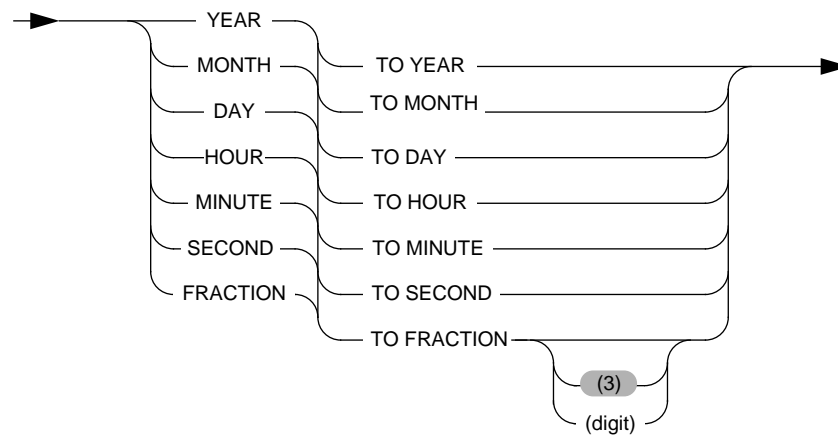 YEAR
MONTH
DAY
HOUR
MINUTE
SECOND
FRACTION
TO YEAR
TO MONTH
TO DAY
TO HOUR
TO MINUTE
TO SECOND
TO FRACTION
(3)
(digit)